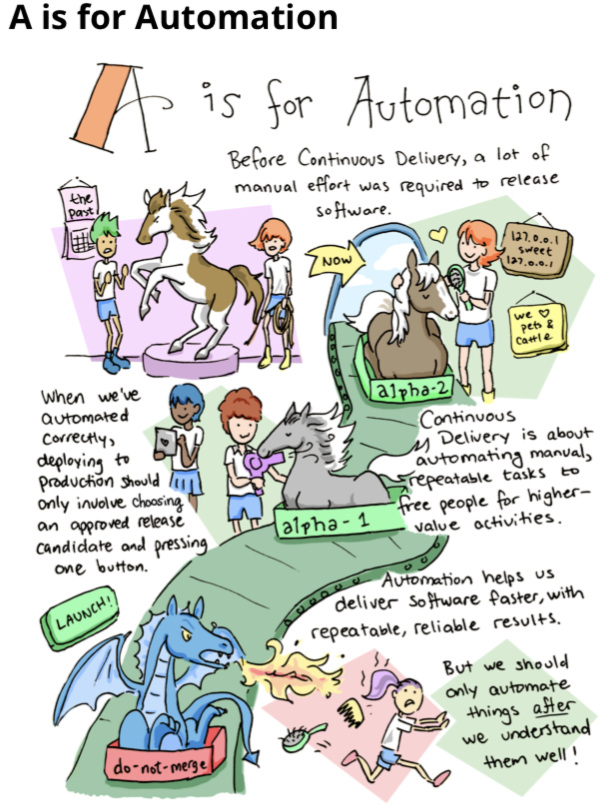 A is for Automation
A is for Automation
Before Continuous Delivery, a lot of
manual effort was required to release
software.
the
past
NOW
127.0.0.1
sweet
127.0.0.1
we ♡
pets &
cattle
alpha-2
When we've
automated
correctly,
deploying to
production should
only involve choosing
an approved release
candidate and pressing
one button.
Continuous
Delivery is about
automating manual,
repeatable tasks to
free people for higher-
value activities.
alpha-1
Automation helps us
deliver software faster, with
repeatable, reliable results.
LAUNCH!
But we should
only automate
things after
we understand
them well!
do-not-merge